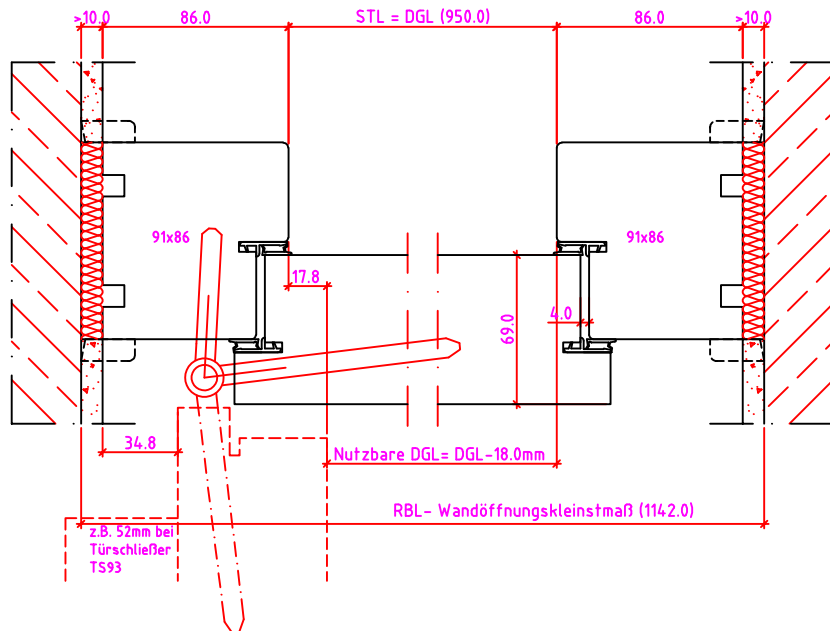 >10.0
86.0
STL = DGL (950.0)
86.0
>10.0
91x86
91x86
17.8
4.0
69.0
34.8
Nutzbare DGL= DGL-18.0mm
RBL- Wandöffnungskleinstmaß (1142.0)
z.B. 52mm bei
Türschließer
TS93